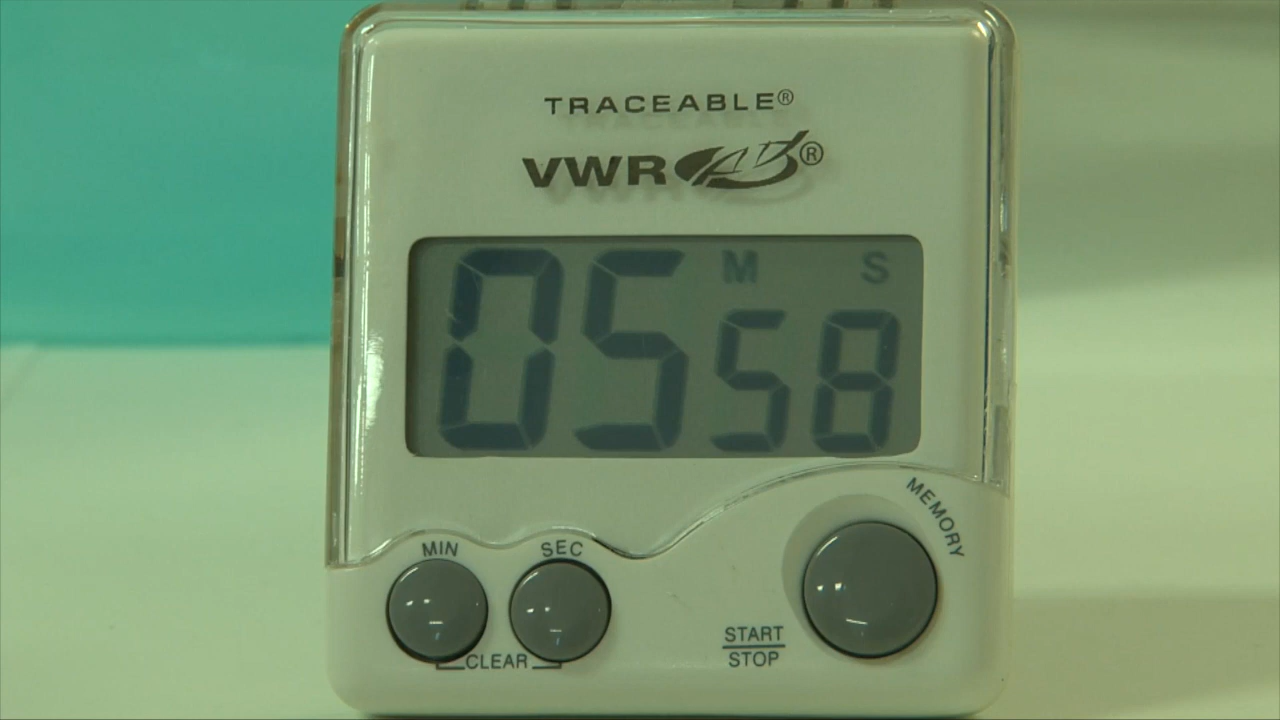 TRACEABLE®
VWR®
M S
05 58
MEMORY
MIN SEC
START
STOP
CLEAR